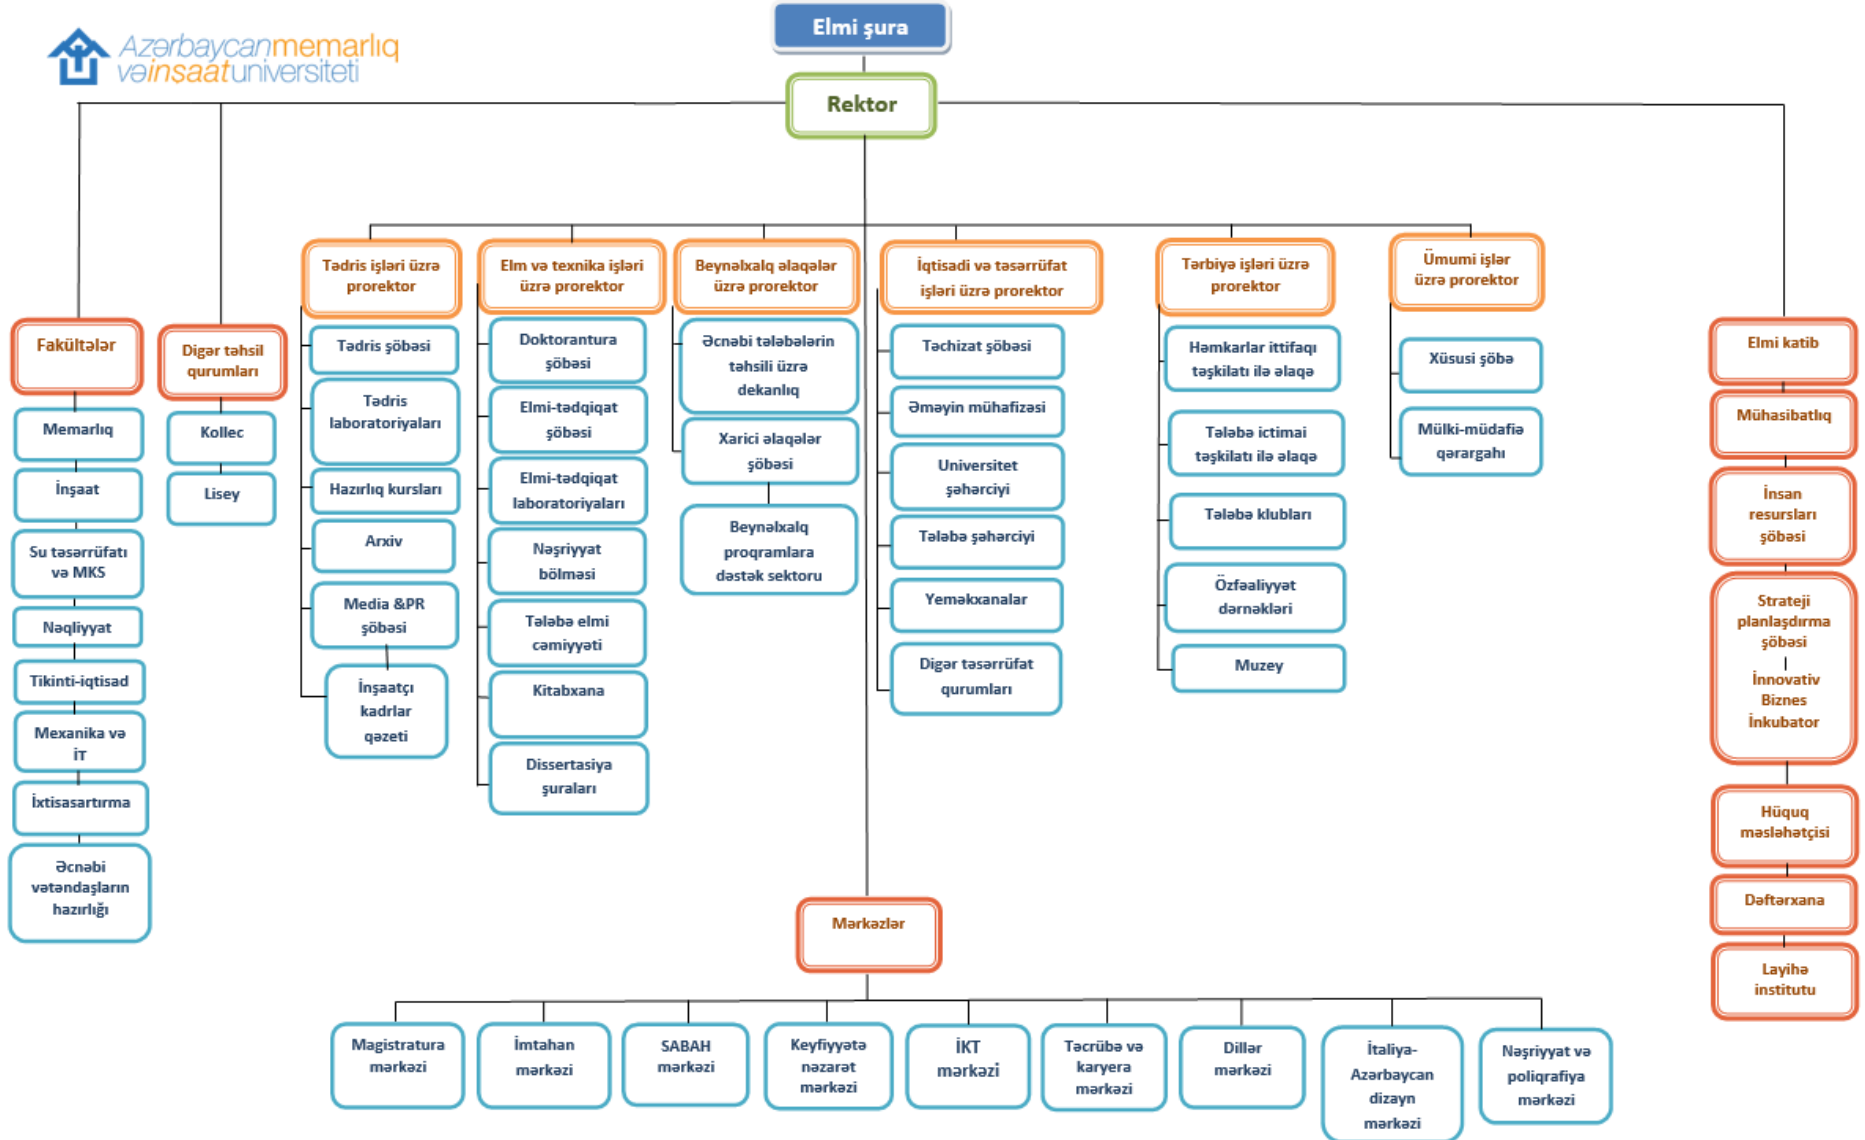 Elmi şura
Azərbaycanmemarlıq
vəinşaatuniversiteti
Rektor
Fakültələr
Memarlıq
İnşaat
Su təsərrüfatı
və MKS
Nəqliyyat
Tikinti-iqtisad
Mexanika və
İT
İxtisasartırma
Əcnəbi
vətəndaşların
hazırlığı
Digər təhsil
qurumları
Kollec
Lisey
Tədris işləri üzrə
prorektor
Tədris şöbəsi
Tədris
laboratoriyaları
Hazırlıq kursları
Arxiv
Media &PR
şöbəsi
İnşaatçı
kadrlar
qəzeti
Elm və texnika işləri
üzrə prorektor
Doktorantura
şöbəsi
Elmi-tədqiqat
şöbəsi
Elmi-tədqiqat
laboratoriyaları
Nəşriyyat
bölməsi
Tələbə elmi
cəmiyyəti
Kitabxana
Dissertasiya
şuraları
Beynəlxalq əlaqələr
üzrə prorektor
Əcnəbi tələbələrin
təhsili üzrə
dekanlıq
Xarici əlaqələr
şöbəsi
Beynəlxalq
proqramlara
dəstək sektoru
İqtisadi və təsərrüfat
işləri üzrə prorektor
Təchizat şöbəsi
Əməyin mühafizəsi
Universitet
şəhərciyi
Tələbə şəhərciyi
Yeməkxanalar
Digər təsərrüfat
qurumları
Tərbiyə işləri üzrə
prorektor
Həmkarlar ittifaqı
təşkilatı ilə əlaqə
Tələbə ictimai
təşkilatı ilə əlaqə
Tələbə klubları
Özfəaliyyət
dərnəkləri
Muzey
Ümumi işlər
üzrə prorektor
Xüsusi şöbə
Mülki-müdafiə
qərargahı
Elmi katib
Mühasibatlıq
İnsan
resursları
şöbəsi
Strateji
planlaşdırma
şöbəsi
İnnovativ
Biznes
İnkubator
Hüquq
məsləhətçisi
Dəftərxana
Layihə
institutu
Mərkəzlər
Magistratura
mərkəzi
İmtahan
mərkəzi
SABAH
mərkəzi
Keyfiyyətə
nəzarət
mərkəzi
İKT
mərkəzi
Təcrübə və
karyera
mərkəzi
Dillər
mərkəzi
İtaliya-
Azərbaycan
dizayn
mərkəzi
Nəşriyyat və
poliqrafiya
mərkəzi